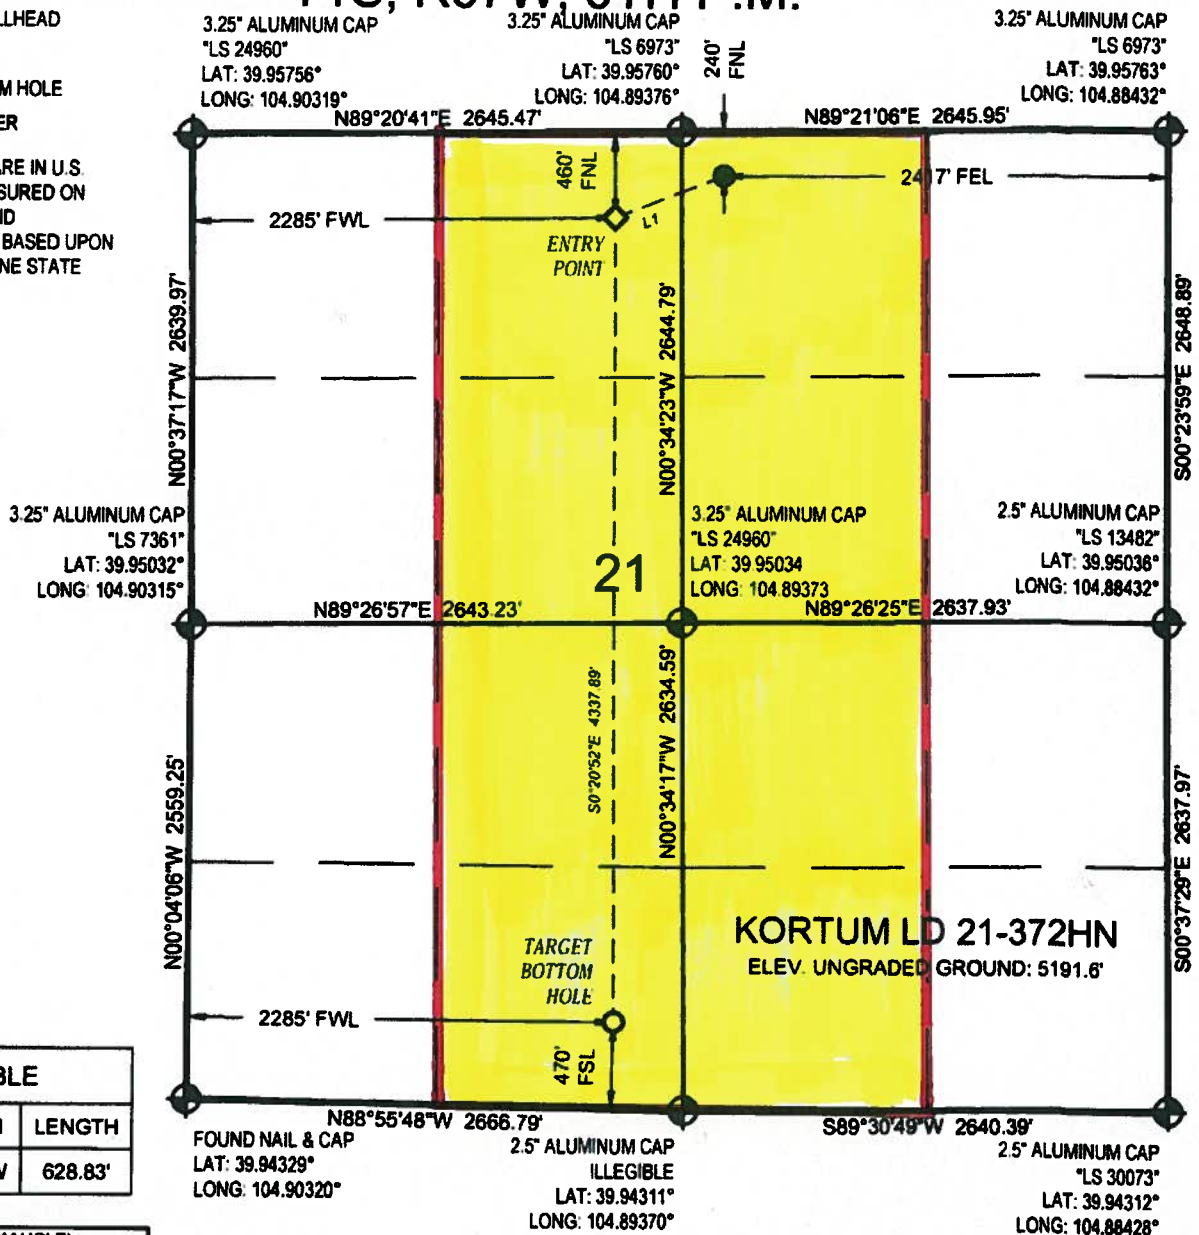 LLHEAD
M HOLE
ER
ARE IN U.S.
SURED ON
ID
BASED UPON
NE STATE
3.25" ALUMINUM CAP
"LS 24960"
LAT: 39.95756°
LONG: 104.90319°
3.25" ALUMINUM CAP
"LS 6973"
LAT: 39.95760°
LONG: 104.89376°
240'
FNL
3.25" ALUMINUM CAP
"LS 6973"
LAT: 39.95763°
LONG: 104.88432°
N89°20'41"E 2645.47'
N89°21'06"E 2645.95'
460'
FNL
2417' FEL
2285' FWL
L1
ENTRY
POINT
N00°37'17"W 2639.97'
N00°34'23"W 2644.79'
S00°23'59"E 2648.89'
3.25" ALUMINUM CAP
"LS 7361"
LAT: 39.95032°
LONG: 104.90315°
21
3.25" ALUMINUM CAP
"LS 24960"
LAT: 39.95034
LONG: 104.89373
2.5" ALUMINUM CAP
"LS 13482"
LAT: 39.95036°
LONG: 104.88432°
N89°26'57"E 2643.23'
N89°26'25"E 2637.93'
N00°04'06"W 2559.25'
S0°20'52"E 4337.89'
N00°34'17"W 2634.59'
S00°37'29"E 2637.97'
KORTUM LD 21-372HN
ELEV. UNGRADED GROUND: 5191.6'
TARGET
BOTTOM
HOLE
2285' FWL
470'
FSL
BLE
LENGTH
W 628.83'
N88°55'48"W 2666.79'
S89°30'49"W 2640.39'
FOUND NAIL & CAP
LAT: 39.94329°
LONG: 104.90320°
2.5" ALUMINUM CAP
ILLEGIBLE
LAT: 39.94311°
LONG: 104.89370°
2.5" ALUMINUM CAP
"LS 30073"
LAT: 39.94312°
LONG: 104.88428°